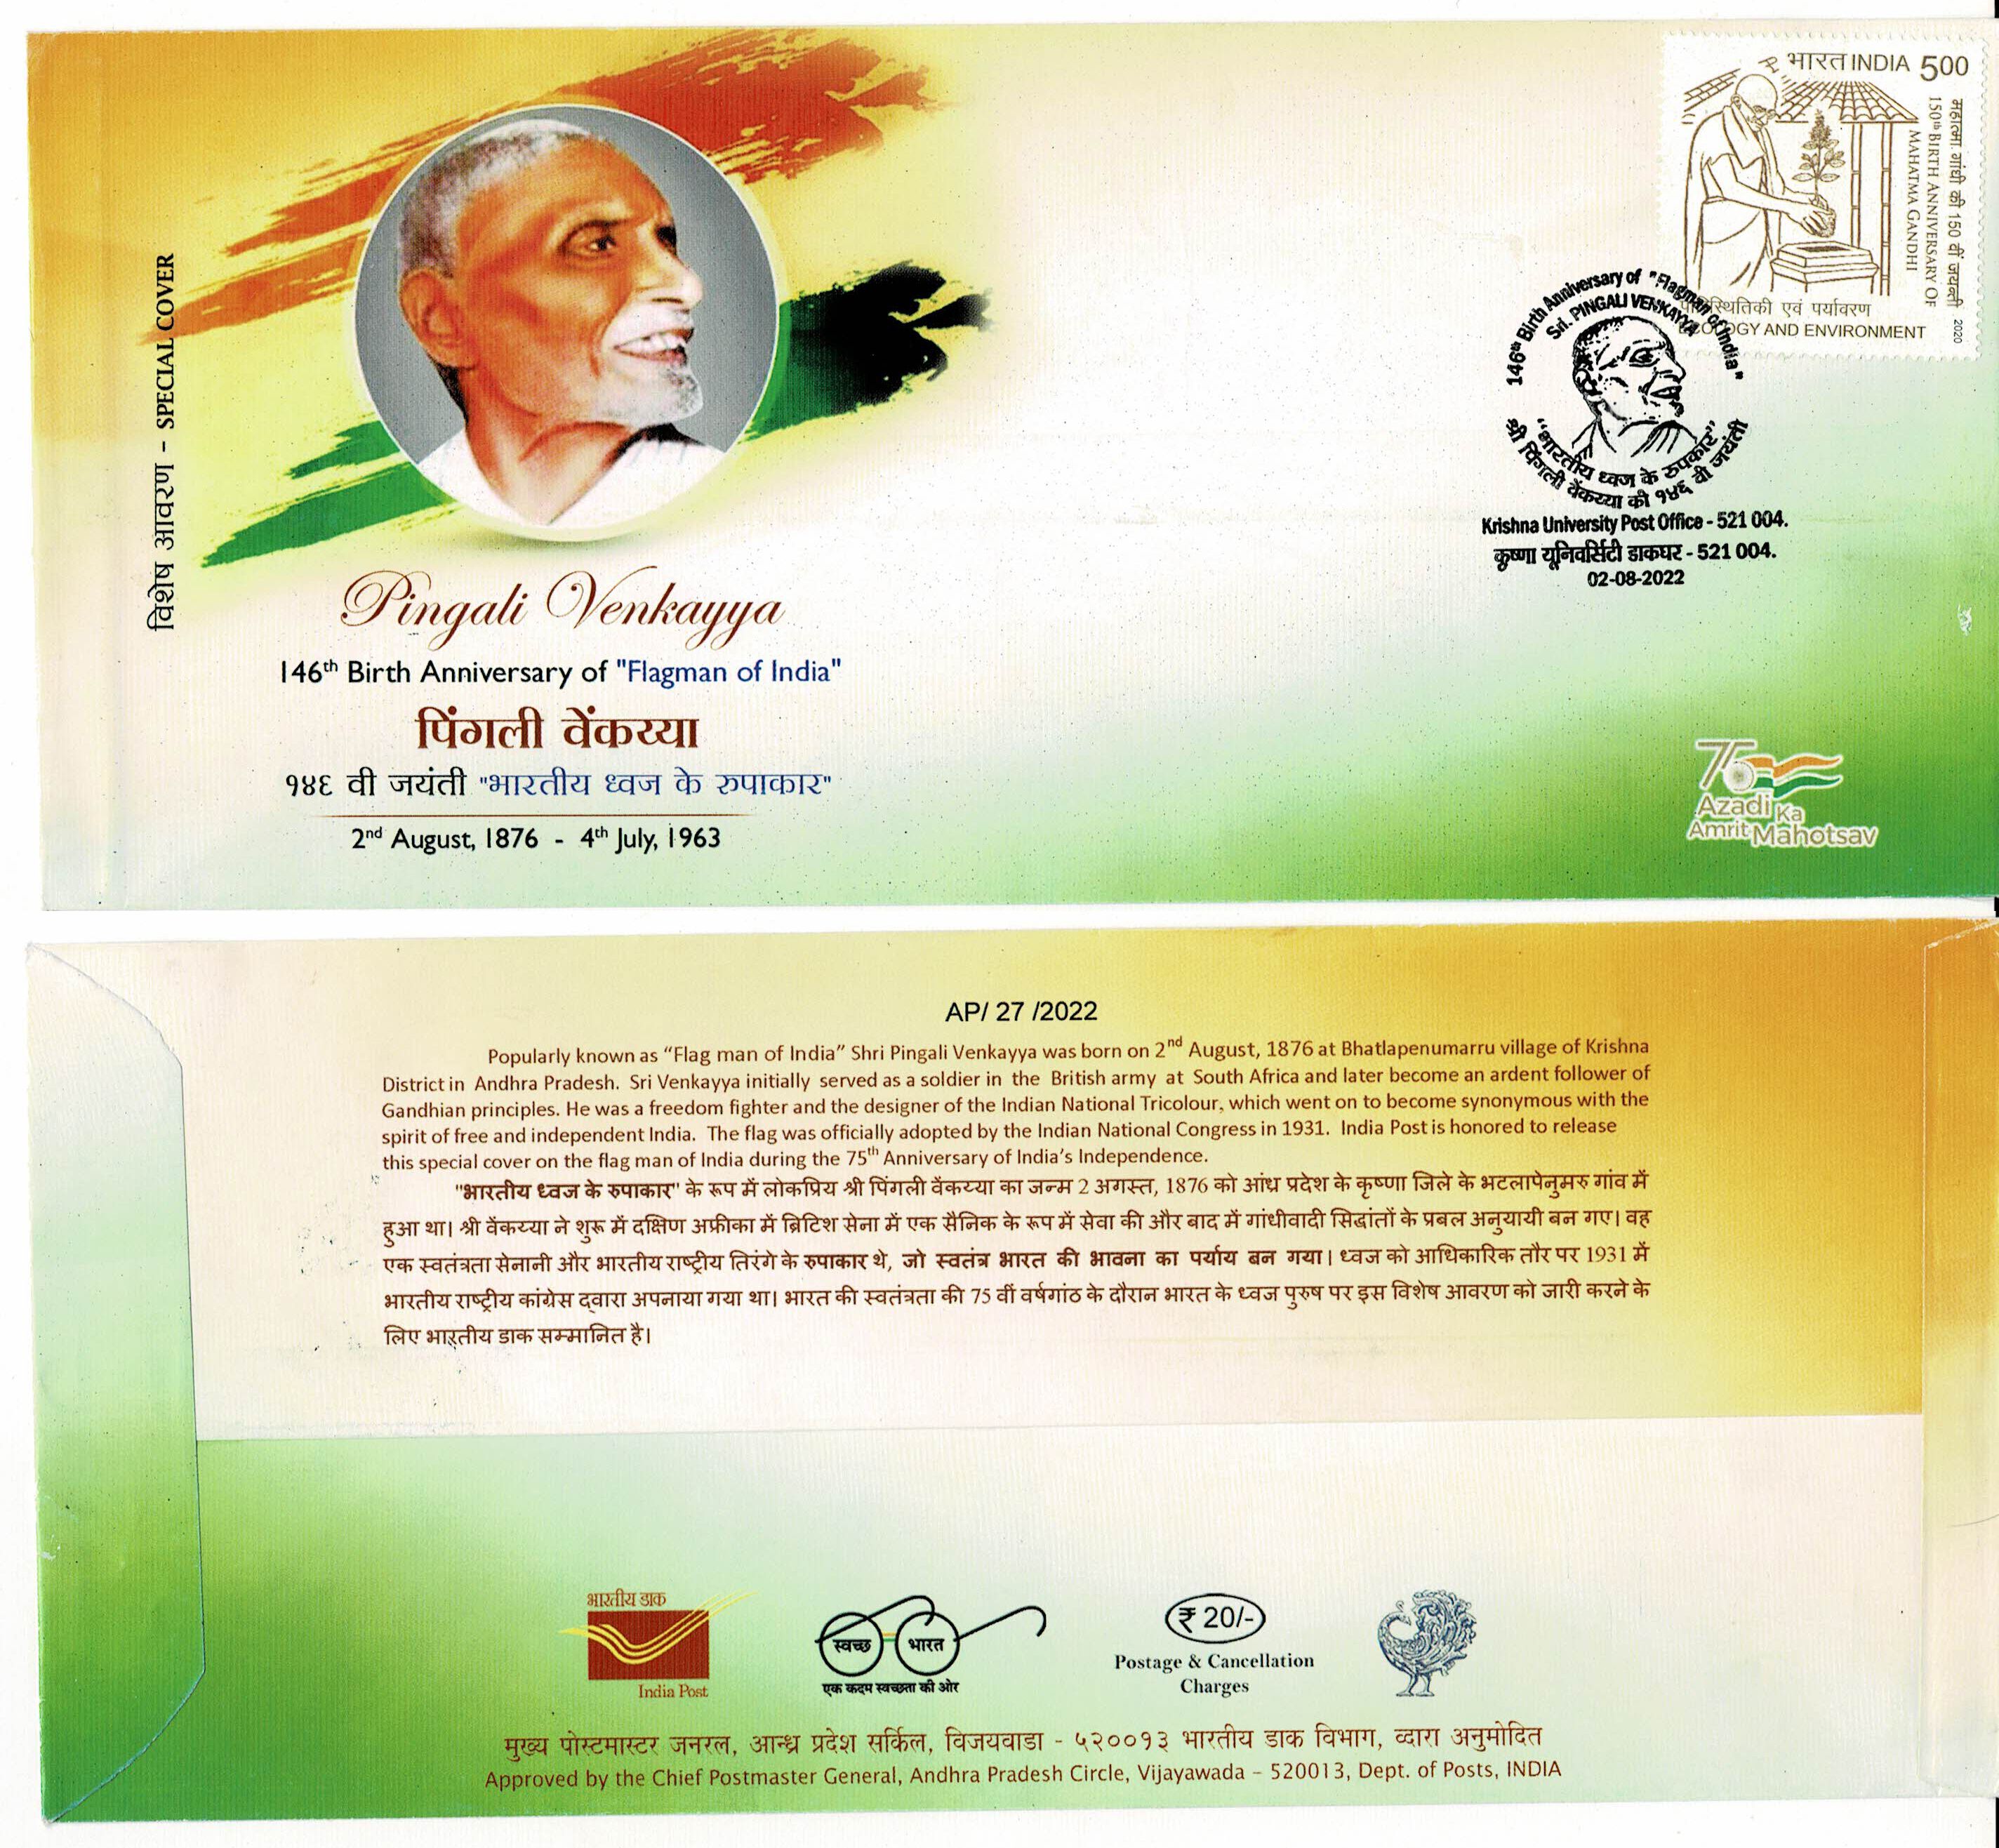 विशेष आवरण - SPECIAL COVER
Pingali Venkayya
146th Birth Anniversary of "Flagman of India"
पिंगली वेंकय्या
१४६ वी जयंती "भारतीय ध्वज के रुपाकार"
2nd August, 1876 - 4th July, 1963
भारत INDIA 500
महात्मा गांधी की 150 वीं जयन्ती 2020
150th BIRTH ANNIVERSARY OF
MAHATMA GANDHI
पारिस्थितिकी एवं पर्यावरण
ECOLOGY AND ENVIRONMENT
146th Birth Anniversary of "Flagman of India"
Sri. PINGALI VENKAYYA
"भारतीय ध्वज के रुपकार"
श्री पिंगली वेंकय्या की १४६ वी जयंती
Krishna University Post Office - 521 004.
कृष्णा यूनिवर्सिटी डाकघर - 521 004.
02-08-2022
75
Azadi Ka
Amrit Mahotsav
AP/ 27 /2022
Popularly known as “Flag man of India” Shri Pingali Venkayya was born on 2nd August, 1876 at Bhatlapenumarru village of Krishna
District in Andhra Pradesh. Sri Venkayya initially served as a soldier in the British army at South Africa and later become an ardent follower of
Gandhian principles. He was a freedom fighter and the designer of the Indian National Tricolour, which went on to become synonymous with the
spirit of free and independent India. The flag was officially adopted by the Indian National Congress in 1931. India Post is honored to release
this special cover on the flag man of India during the 75th Anniversary of India’s Independence.
"भारतीय ध्वज के रुपाकार" के रूप में लोकप्रिय श्री पिंगली वेंकय्या का जन्म 2 अगस्त, 1876 को आंध्र प्रदेश के कृष्णा जिले के भटलापेनुमरु गांव में
हुआ था। श्री वेंकय्या ने शुरू में दक्षिण अफ्रीका में ब्रिटिश सेना में एक सैनिक के रूप में सेवा की और बाद में गांधीवादी सिद्धांतों के प्रबल अनुयायी बन गए। वह
एक स्वतंत्रता सेनानी और भारतीय राष्ट्रीय तिरंगे के रुपाकार थे, जो स्वतंत्र भारत की भावना का पर्याय बन गया। ध्वज को आधिकारिक तौर पर 1931 में
भारतीय राष्ट्रीय कांग्रेस द्वारा अपनाया गया था। भारत की स्वतंत्रता की 75 वीं वर्षगांठ के दौरान भारत के ध्वज पुरुष पर इस विशेष आवरण को जारी करने के
लिए भारतीय डाक सम्मानित है।
भारतीय डाक
India Post
स्वच्छ भारत
एक कदम स्वच्छता की ओर
₹ 20/-
Postage & Cancellation
Charges
मुख्य पोस्टमास्टर जनरल, आन्ध्र प्रदेश सर्किल, विजयवाडा - ५२००१३ भारतीय डाक विभाग, व्दारा अनुमोदित
Approved by the Chief Postmaster General, Andhra Pradesh Circle, Vijayawada – 520013, Dept. of Posts, INDIA